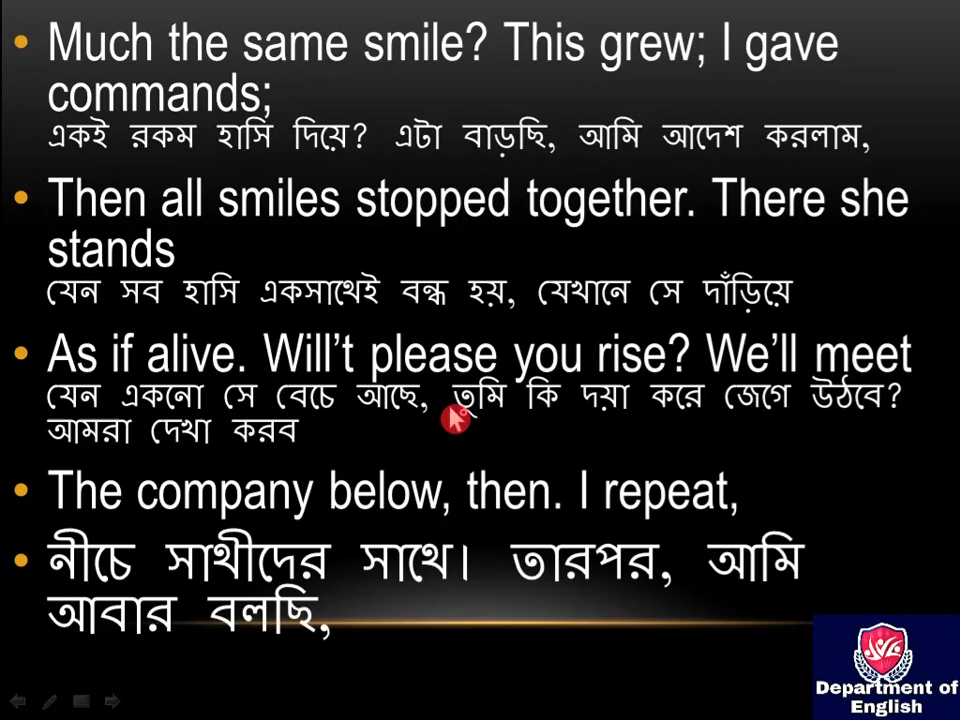 • Much the same smile? This grew; I gave
commands;
একই রকম হাসি দিয়ে? এটা বাড়ছি, আমি আদেশ করলাম,
• Then all smiles stopped together. There she
stands
যেন সব হাসি একসাথেই বন্ধ হয়, যেখানে সে দাঁড়িয়ে
• As if alive. Will’t please you rise? We’ll meet
যেন একনো সে বেচে আছে, তুমি কি দয়া করে জেগে উঠবে?
আমরা দেখা করব
• The company below, then. I repeat,
• নীচে সাথীদের সাথে। তারপর, আমি
আবার বলছি,
Department of
English